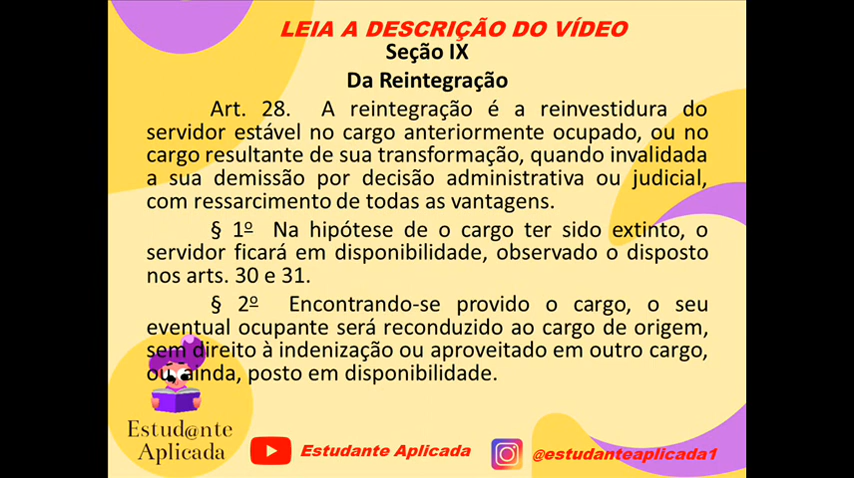 LEIA A DESCRIÇÃO DO VÍDEO
Seção IX
Da Reintegração
Art. 28. A reintegração é a reinvestidura do
servidor estável no cargo anteriormente ocupado, ou no
cargo resultante de sua transformação, quando invalidada
a sua demissão por decisão administrativa ou judicial,
com ressarcimento de todas as vantagens.
§ 1º Na hipótese de o cargo ter sido extinto, o
servidor ficará em disponibilidade, observado o disposto
nos arts. 30 e 31.
§ 2º Encontrando-se provido o cargo, o seu
eventual ocupante será reconduzido ao cargo de origem,
sem direito à indenização ou aproveitado em outro cargo,
ou, ainda, posto em disponibilidade.
Estud@nte
Aplicada
Estudante Aplicada
@estudanteaplicada1